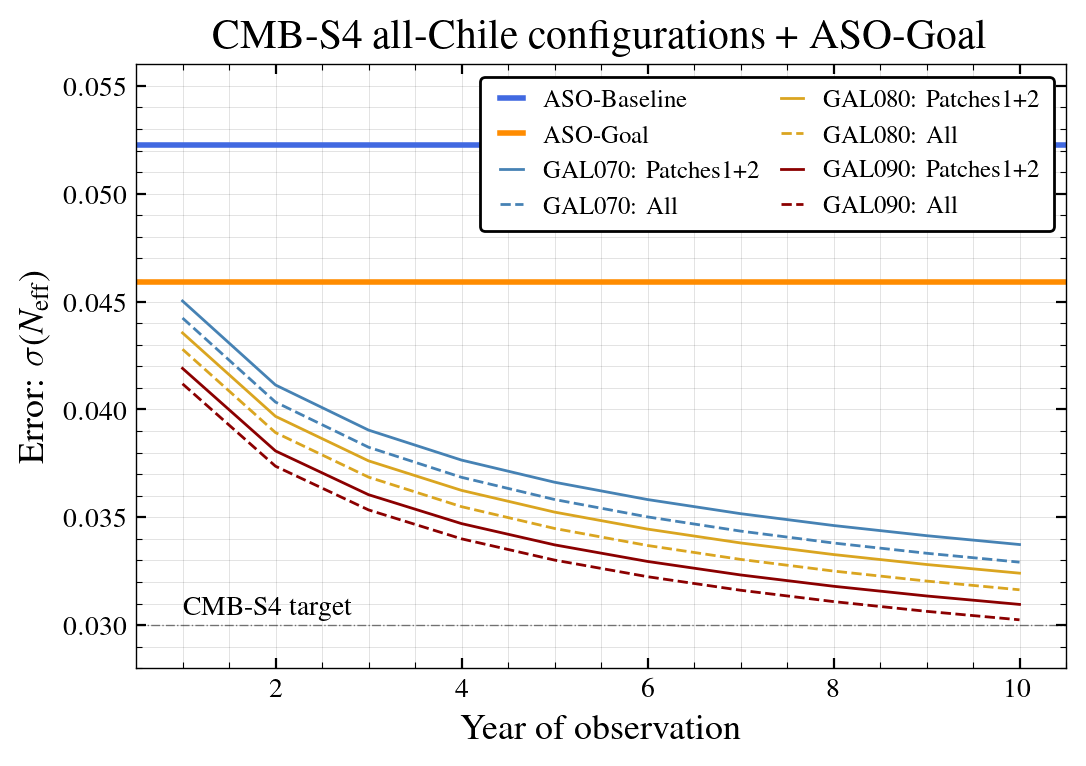 CMB-S4 all-Chile configurations + ASO-Goal
0.055
0.050
0.045
0.040
0.035
0.030
Error: σ(N_eff)
ASO-Baseline
ASO-Goal
GAL070: Patches1+2
GAL070: All
GAL080: Patches1+2
GAL080: All
GAL090: Patches1+2
GAL090: All
CMB-S4 target
2 4 6 8 10
Year of observation